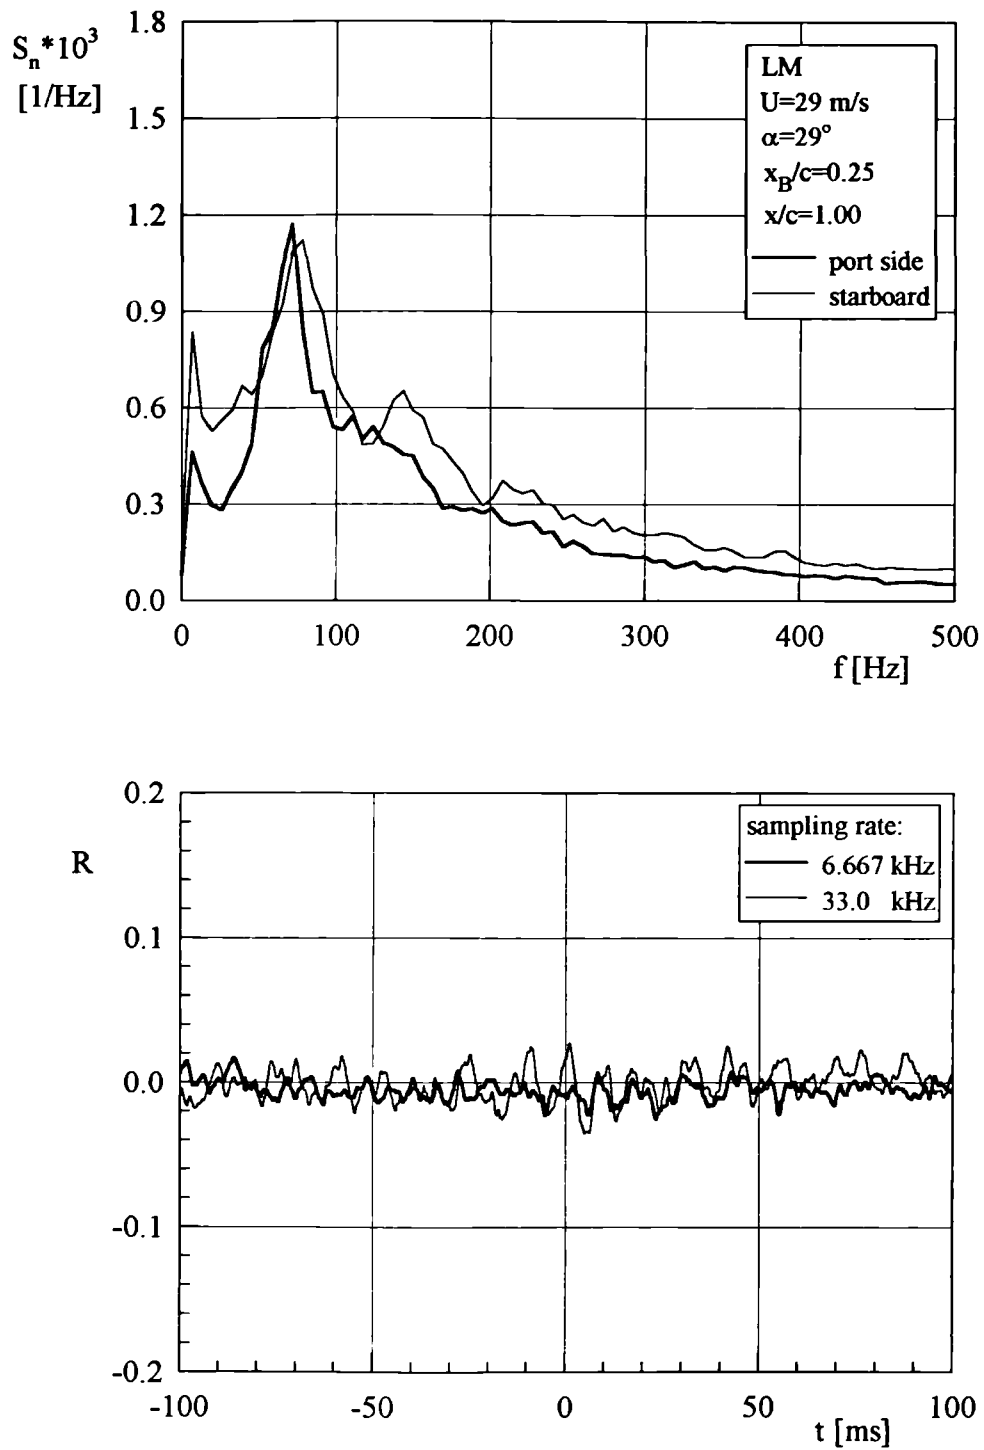 S_n*10^3
[1/Hz]
1.8
1.5
1.2
0.9
0.6
0.3
0.0
LM
U=29 m/s
α=29°
x_B/c=0.25
x/c=1.00
port side
starboard
0 100 200 300 400 500
f [Hz]
R
0.2
0.1
0.0
-0.1
-0.2
sampling rate:
6.667 kHz
33.0 kHz
-100 -50 0 50 100
t [ms]